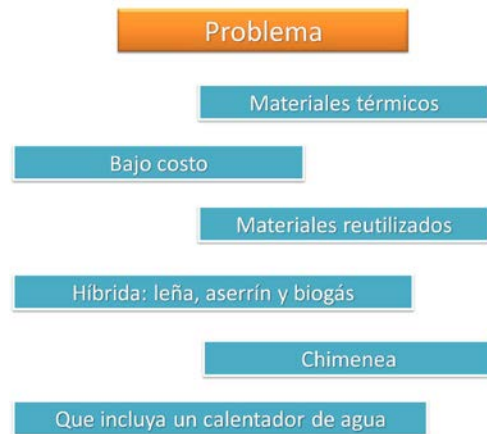 Problema
Materiales térmicos
Bajo costo
Materiales reutilizados
Híbrida: leña, aserrín y biogás
Chimenea
Que incluya un calentador de agua